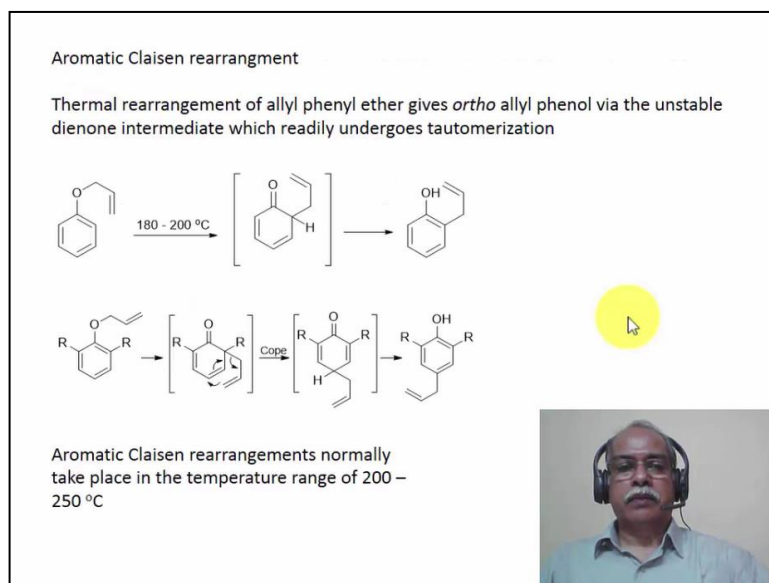 Aromatic Claisen rearrangment
Thermal rearrangement of allyl phenyl ether gives ortho allyl phenol via the unstable
dienone intermediate which readily undergoes tautomerization
O
O
H
OH
180 - 200 ºC
O
R
R
O
R
R
Cope
O
R
R
H
OH
R
R
Aromatic Claisen rearrangements normally
take place in the temperature range of 200 –
250 ºC